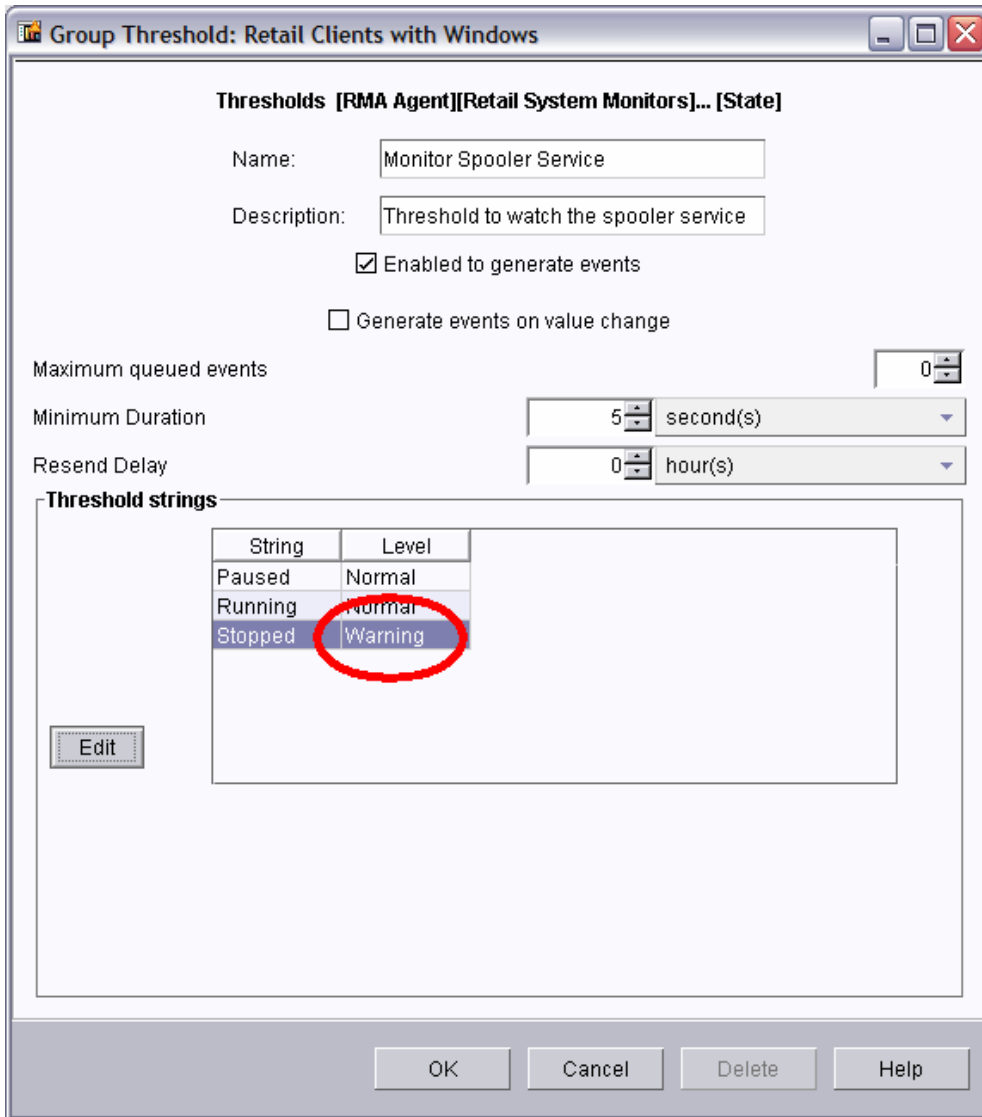 Group Threshold: Retail Clients with Windows
Thresholds [RMA Agent][Retail System Monitors]... [State]
Name: Monitor Spooler Service
Description: Threshold to watch the spooler service
Enabled to generate events
Generate events on value change
Maximum queued events 0
Minimum Duration 5 second(s)
Resend Delay 0 hour(s)
Threshold strings
String Level
Paused Normal
Running Normal
Stopped Warning
Edit
OK Cancel Delete Help